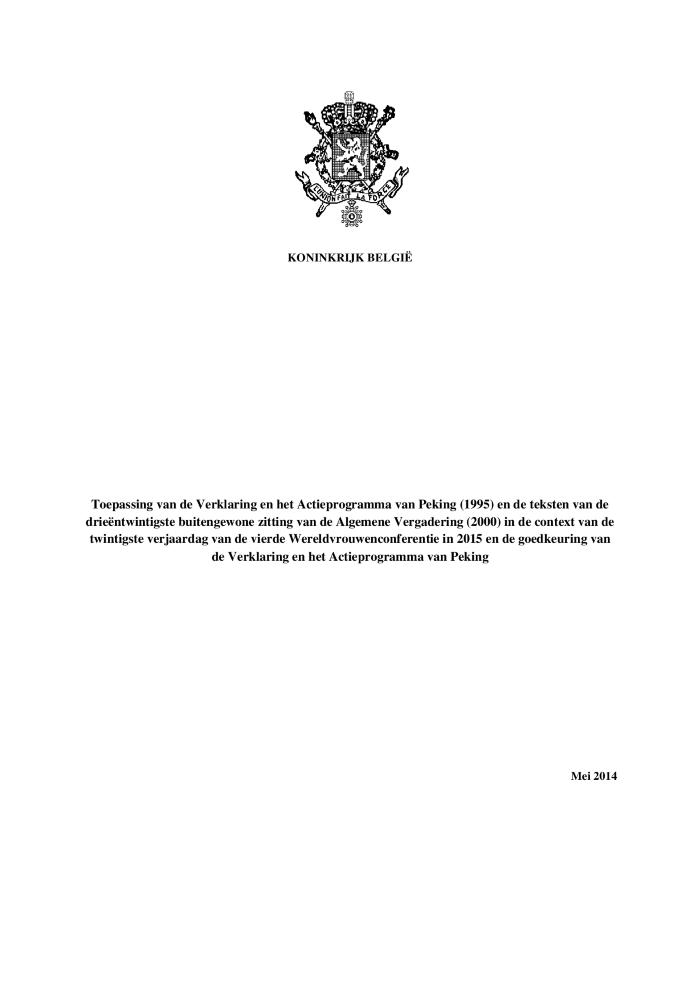 L'UNION FAIT LA FORCE
KONINKRIJK BELGIË
Toepassing van de Verklaring en het Actieprogramma van Peking (1995) en de teksten van de
drieëntwintigste buitengewone zitting van de Algemene Vergadering (2000) in de context van de
twintigste verjaardag van de vierde Wereldvrouwenconferentie in 2015 en de goedkeuring van
de Verklaring en het Actieprogramma van Peking
Mei 2014